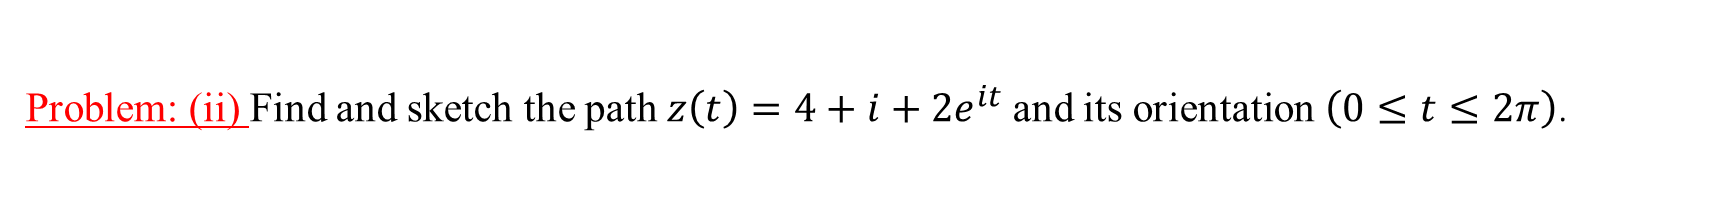 Problem: (ii) Find and sketch the path z(t) = 4 + i + 2e^{it} and its orientation (0 ≤ t ≤ 2π).